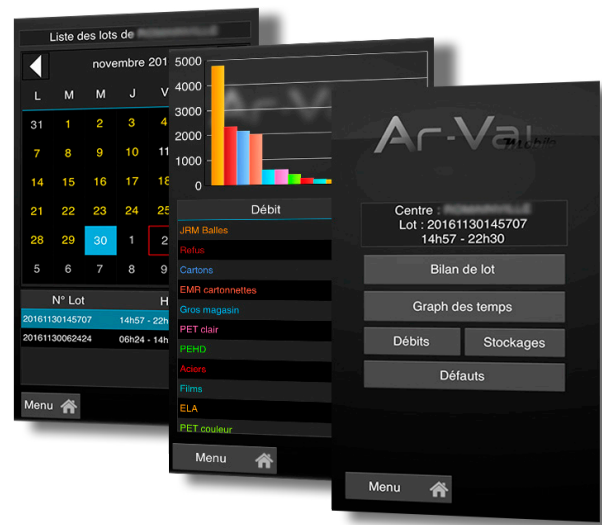 Liste des lots de
novembre 201
L M M J V
31 1 2 3 4
7 8 9 10 11
14 15 16 17 18
21 22 23 24 25
28 29 30 1 2
5 6 7 8 9
N° Lot H
20161130145707 14h57 - 22h
20161130062424 06h24 - 14h
Menu
5000
4000
3000
2000
1000
0
Débit
JRM Balles
Refus
Cartons
EMR cartonnettes
Gros magasin
PET clair
PEHD
Aciers
Films
ELA
PET couleur
Menu
Ar-Val
Mobile
Centre :
Lot : 20161130145707
14h57 - 22h30
Bilan de lot
Graph des temps
Débits Stockages
Défauts
Menu